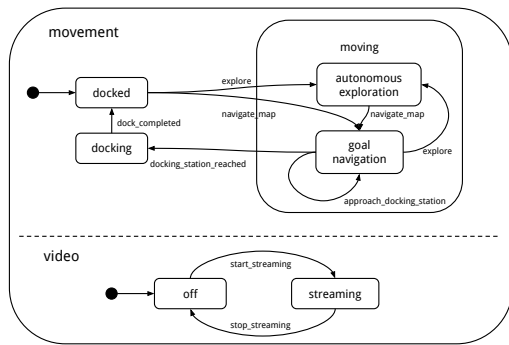 movement
moving
explore
autonomous
exploration
docked
navigate_map
navigate_map
dock_completed
docking
goal
navigation
explore
docking_station_reached
approach_docking_station
video
start_streaming
off
streaming
stop_streaming